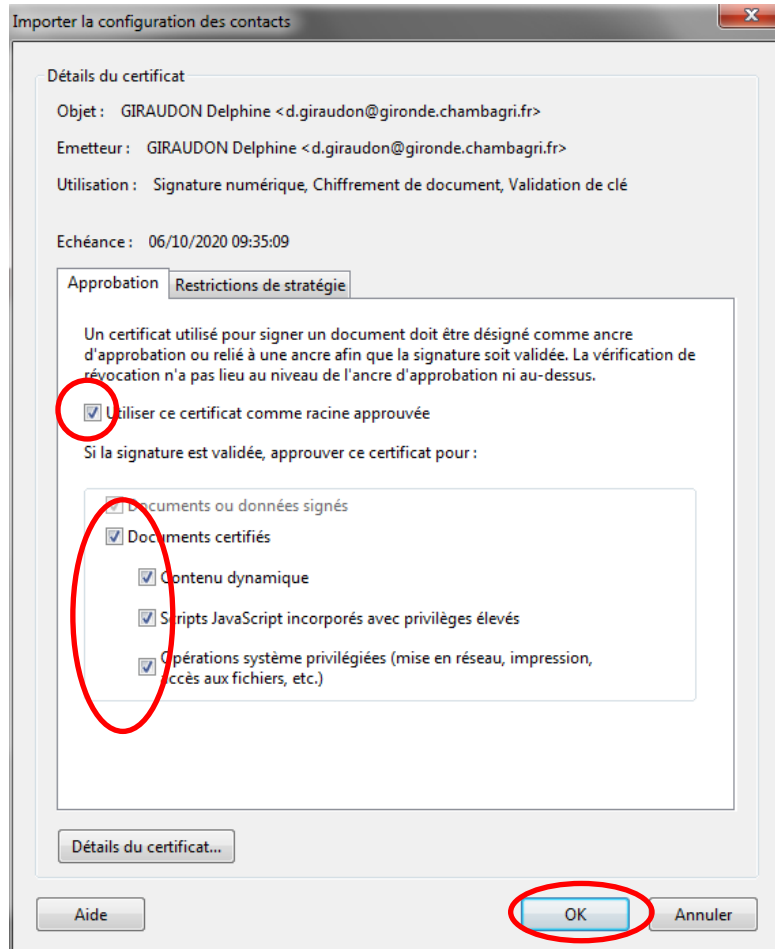 Importer la configuration des contacts
Détails du certificat
Objet : GIRAUDON Delphine <d.giraudon@gironde.chambagri.fr>
Emetteur : GIRAUDON Delphine <d.giraudon@gironde.chambagri.fr>
Utilisation : Signature numérique, Chiffrement de document, Validation de clé
Echéance : 06/10/2020 09:35:09
Approbation Restrictions de stratégie
Un certificat utilisé pour signer un document doit être désigné comme ancre
d'approbation ou relié à une ancre afin que la signature soit validée. La vérification de
révocation n'a pas lieu au niveau de l'ancre d'approbation ni au-dessus.
Utiliser ce certificat comme racine approuvée
Si la signature est validée, approuver ce certificat pour :
Documents ou données signés
Documents certifiés
Contenu dynamique
Scripts JavaScript incorporés avec privilèges élevés
Opérations système privilégiées (mise en réseau, impression,
accès aux fichiers, etc.)
Détails du certificat...
Aide OK Annuler